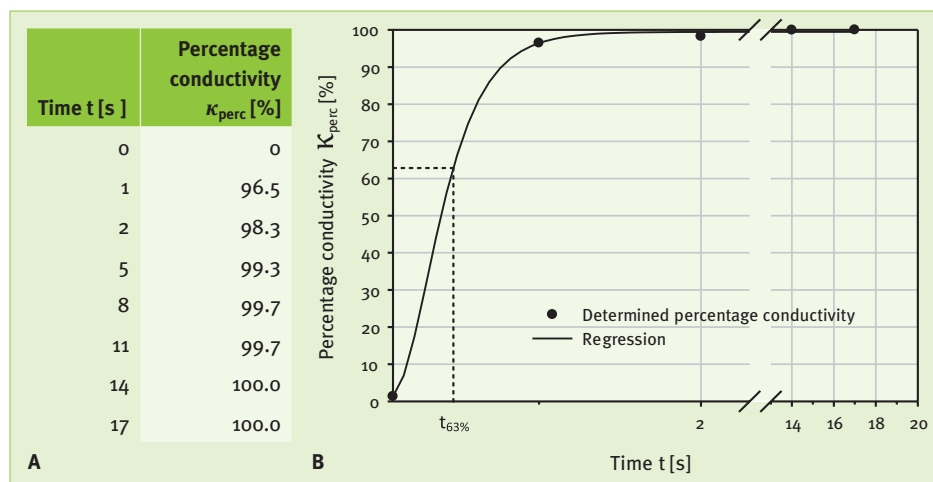 Percentage
conductivity
Time t [s ] κperc [%]
0 0
1 96.5
2 98.3
5 99.3
8 99.7
11 99.7
14 100.0
17 100.0
A
Percentage conductivity Κperc [%]
100
90
80
70
60
50
40
30
20
10
0
Determined percentage conductivity
Regression
t63% 2 14 16 18 20
B Time t [s]